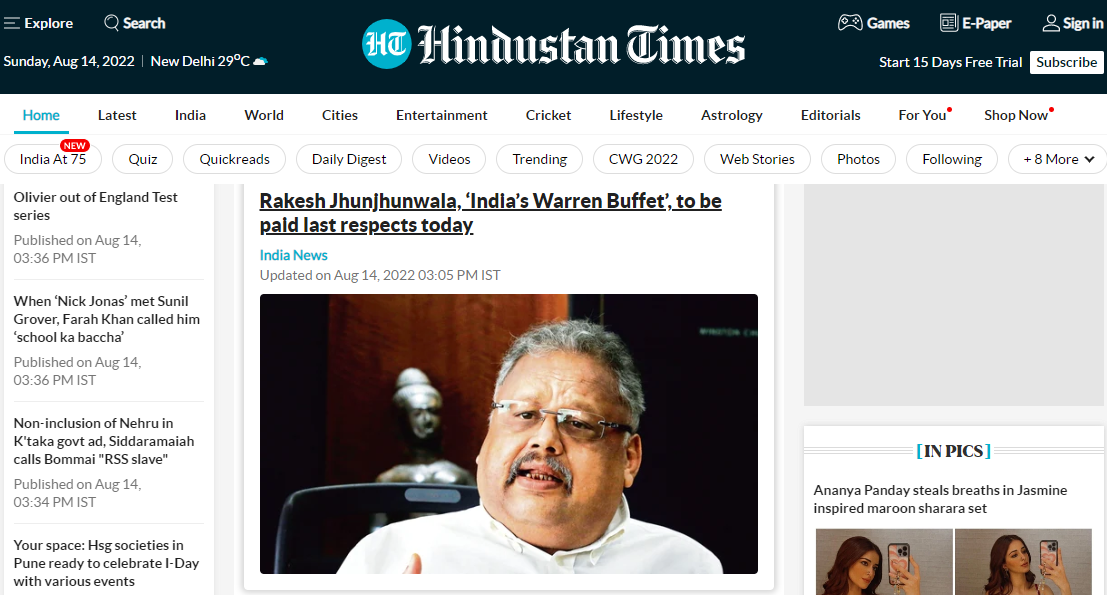 Explore
Search
HT Hindustan Times
Games
E-Paper
Sign in
Sunday, Aug 14, 2022 | New Delhi 29°C
Start 15 Days Free Trial
Subscribe
Home
Latest
India
World
Cities
Entertainment
Cricket
Lifestyle
Astrology
Editorials
For You
Shop Now
NEW
India At 75
Quiz
Quickreads
Daily Digest
Videos
Trending
CWG 2022
Web Stories
Photos
Following
+ 8 More
Olivier out of England Test
series
Published on Aug 14,
03:36 PM IST
When ‘Nick Jonas’ met Sunil
Grover, Farah Khan called him
‘school ka baccha’
Published on Aug 14,
03:36 PM IST
Non-inclusion of Nehru in
K'taka govt ad, Siddaramaiah
calls Bommai "RSS slave"
Published on Aug 14,
03:34 PM IST
Your space: Hsg societies in
Pune ready to celebrate I-Day
with various events
Rakesh Jhunjhunwala, ‘India’s Warren Buffet’, to be
paid last respects today
India News
Updated on Aug 14, 2022 03:05 PM IST
[IN PICS]
Ananya Panday steals breaths in Jasmine
inspired maroon sharara set